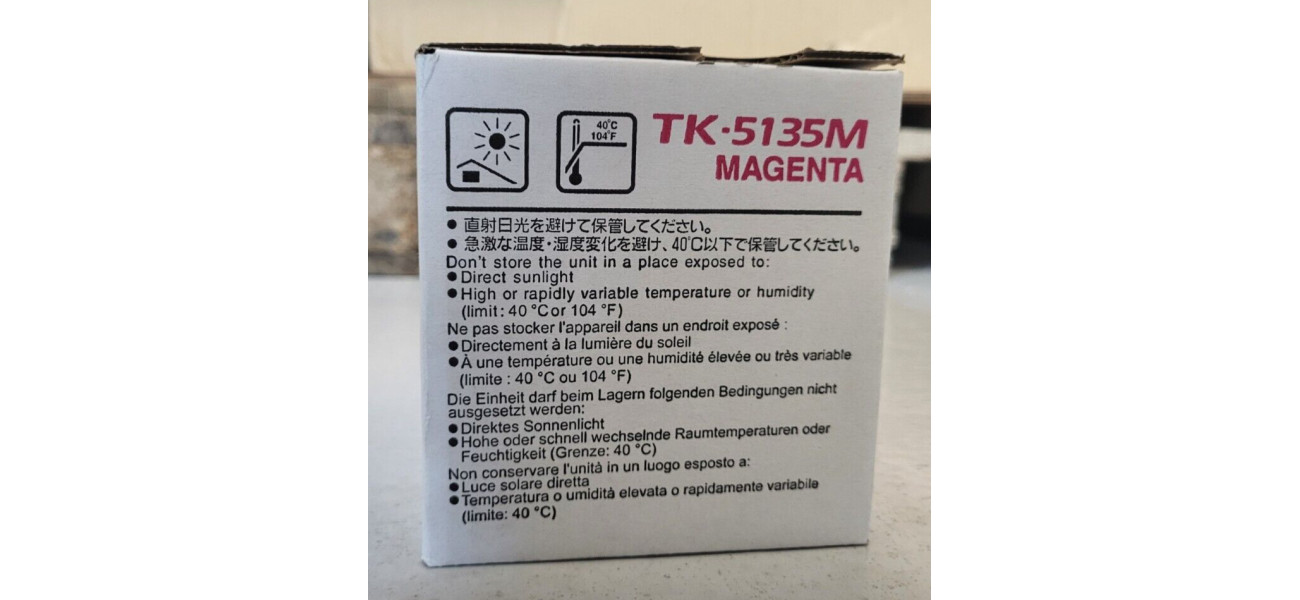 40°C
104°F
TK-5135M
MAGENTA
● 直射日光を避けて保管してください。
● 急激な温度・湿度変化を避け、40°C以下で保管してください。
Don't store the unit in a place exposed to:
● Direct sunlight
● High or rapidly variable temperature or humidity
(limit: 40 °C or 104 °F)
Ne pas stocker l'appareil dans un endroit exposé :
● Directement à la lumière du soleil
● À une température ou une humidité élevée ou très variable
(limite : 40 °C ou 104 °F)
Die Einheit darf beim Lagern folgenden Bedingungen nicht
ausgesetzt werden:
● Direktes Sonnenlicht
● Hohe oder schnell wechselnde Raumtemperaturen oder
Feuchtigkeit (Grenze: 40 °C)
Non conservare l'unità in un luogo esposto a:
● Luce solare diretta
● Temperatura o umidità elevata o rapidamente variabile
(limite: 40 °C)